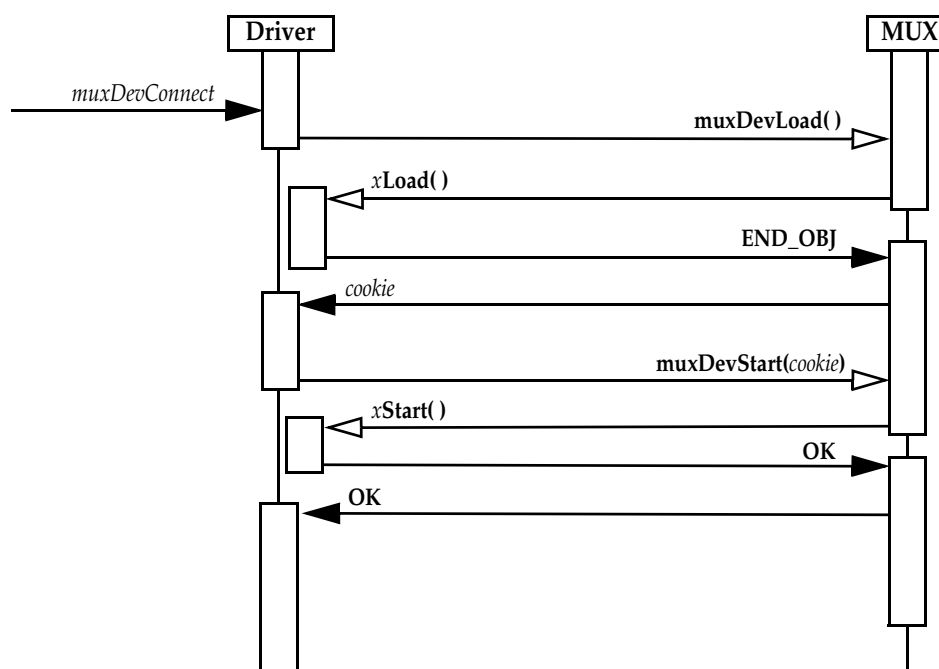 Driver
MUX
muxDevConnect
muxDevLoad( )
xLoad( )
END_OBJ
cookie
muxDevStart(cookie)
xStart( )
OK
OK